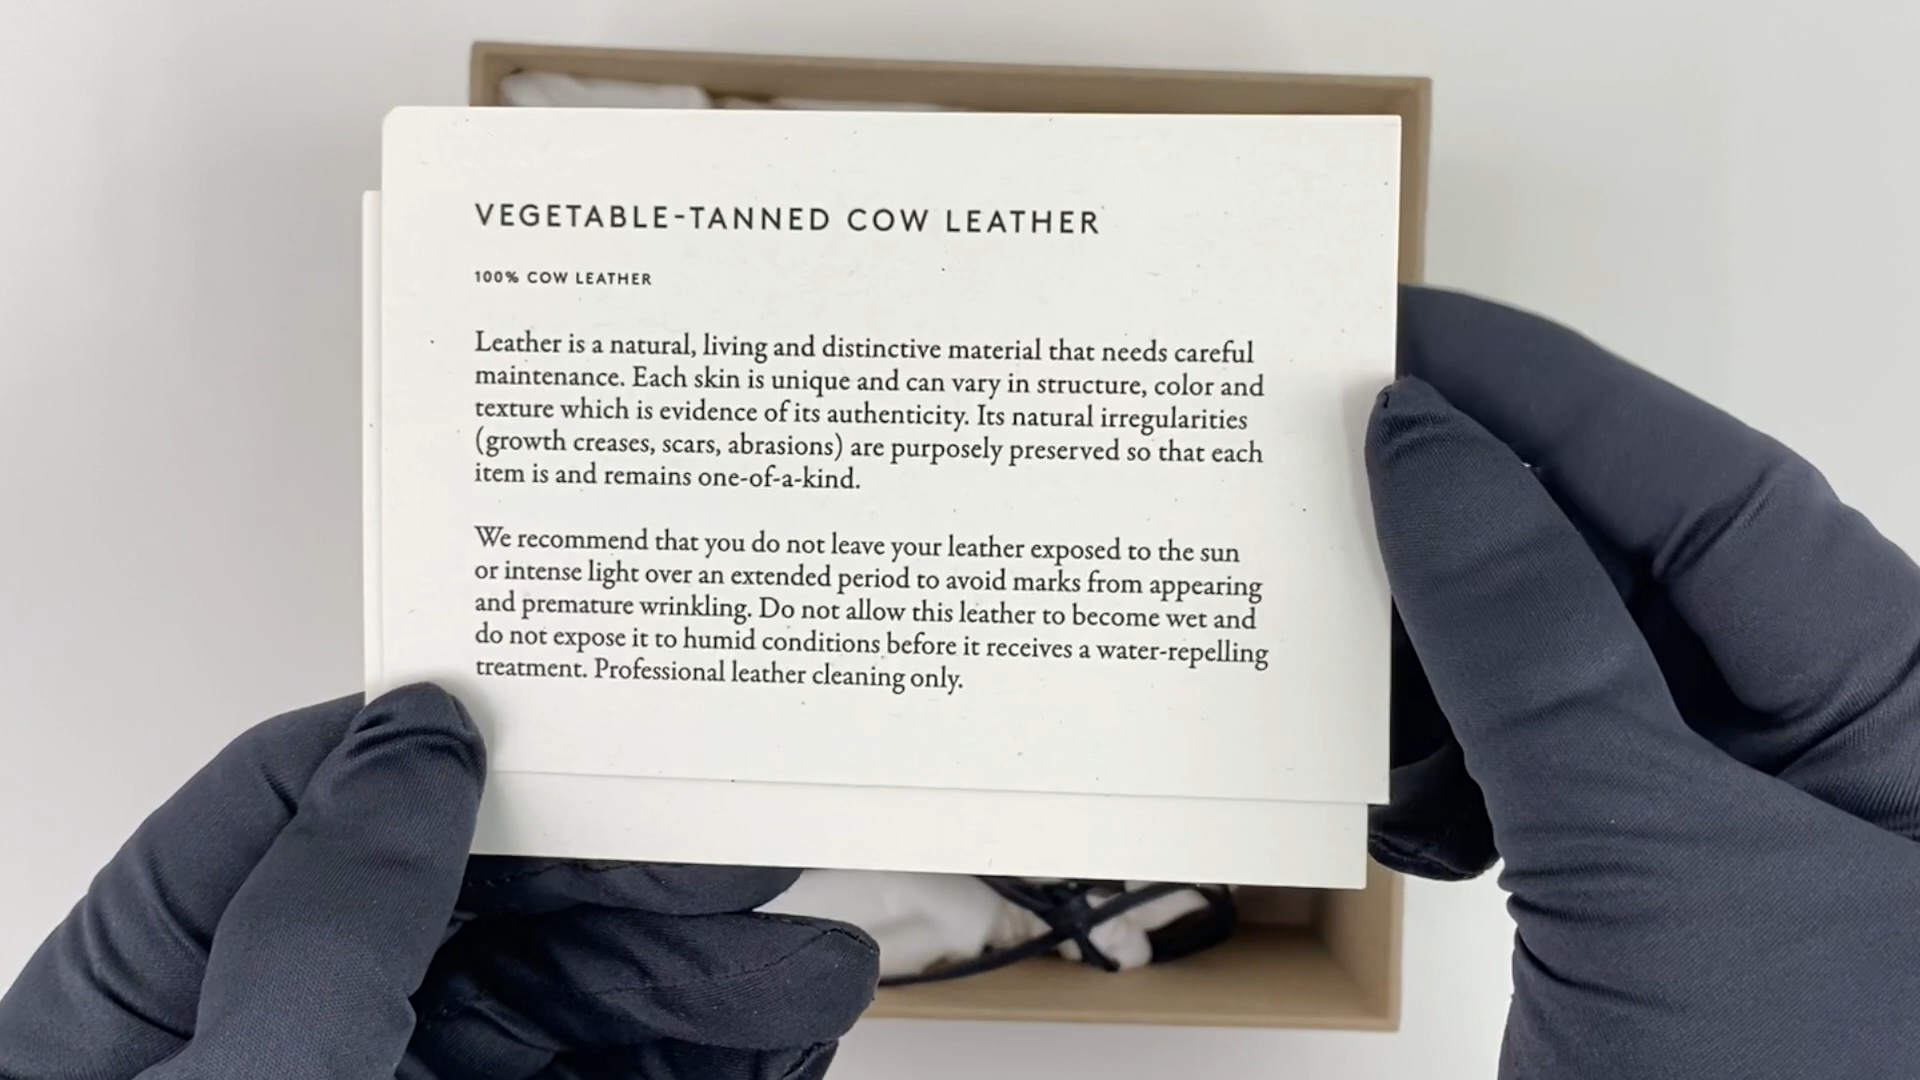 VEGETABLE-TANNED COW LEATHER
100% COW LEATHER
Leather is a natural, living and distinctive material that needs careful
maintenance. Each skin is unique and can vary in structure, color and
texture which is evidence of its authenticity. Its natural irregularities
(growth creases, scars, abrasions) are purposely preserved so that each
item is and remains one-of-a-kind.
We recommend that you do not leave your leather exposed to the sun
or intense light over an extended period to avoid marks from appearing
and premature wrinkling. Do not allow this leather to become wet and
do not expose it to humid conditions before it receives a water-repelling
treatment. Professional leather cleaning only.